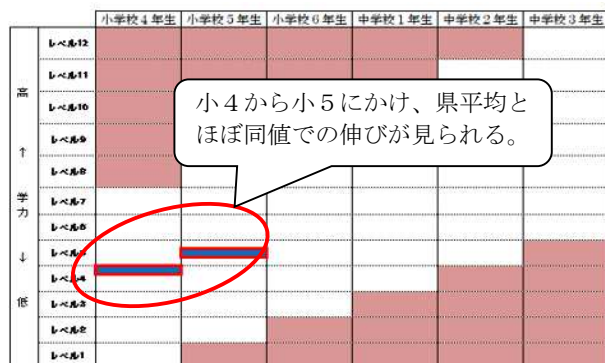 小学校４年生 小学校５年生 小学校６年生 中学校１年生 中学校２年生 中学校３年生
高
↑
学
力
↓
低
レベル12
レベル11
レベル10
レベル9
レベル8
レベル7
レベル6
レベル5
レベル4
レベル3
レベル2
レベル1
小４から小５にかけ、県平均と
ほぼ同値での伸びが見られる。